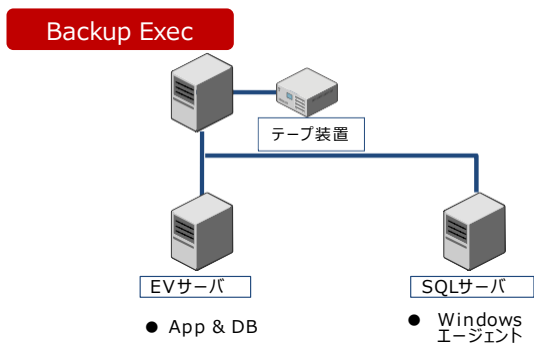 Backup Exec
テープ装置
EVサーバ
SQLサーバ
● App & DB
● Windows
エージェント